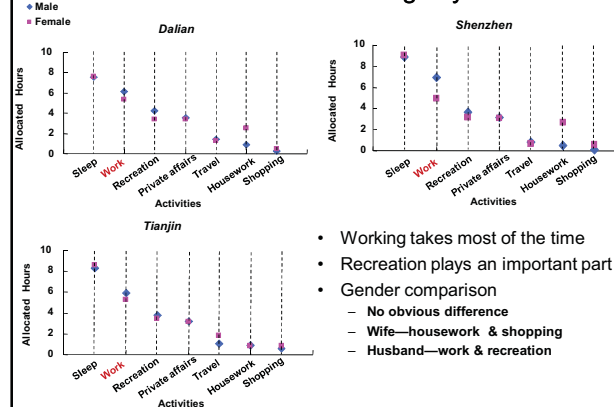 Male
Female
Dalian
10
8
6
4
2
0
Allocated Hours
Sleep
Work
Recreation
Private affairs
Travel
Housework
Shopping
Activities
Shenzhen
10
8
6
4
2
0
Allocated Hours
Sleep
Work
Recreation
Private affairs
Travel
Housework
Shopping
Activities
Tianjin
10
8
6
4
2
0
Allocated Hours
Sleep
Work
Recreation
Private affairs
Travel
Housework
Shopping
Activities
• Working takes most of the time
• Recreation plays an important part
• Gender comparison
– No obvious difference
– Wife—housework & shopping
– Husband—work & recreation